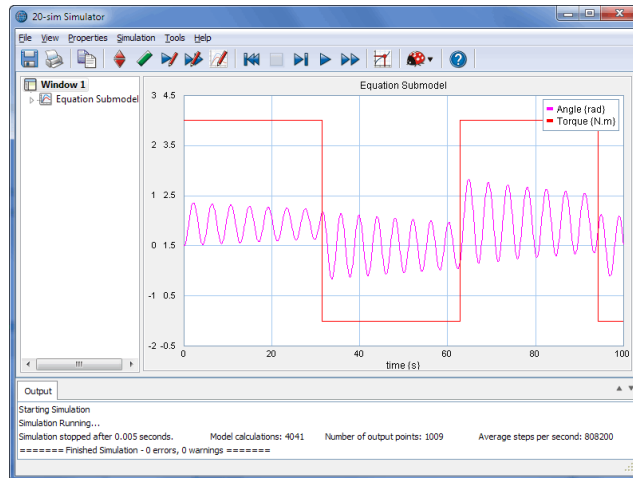 20-sim Simulator
File View Properties Simulation Tools Help
Window 1
Equation Submodel
Equation Submodel
Angle {rad}
Torque {N.m}
3 4.5
2 3.5
1 2.5
0 1.5
-1 0.5
-2 -0.5
0 20 40 60 80 100
time {s}
Output
Starting Simulation
Simulation Running...
Simulation stopped after 0.005 seconds. Model calculations: 4041 Number of output points: 1009 Average steps per second: 808200
======= Finished Simulation - 0 errors, 0 warnings =======